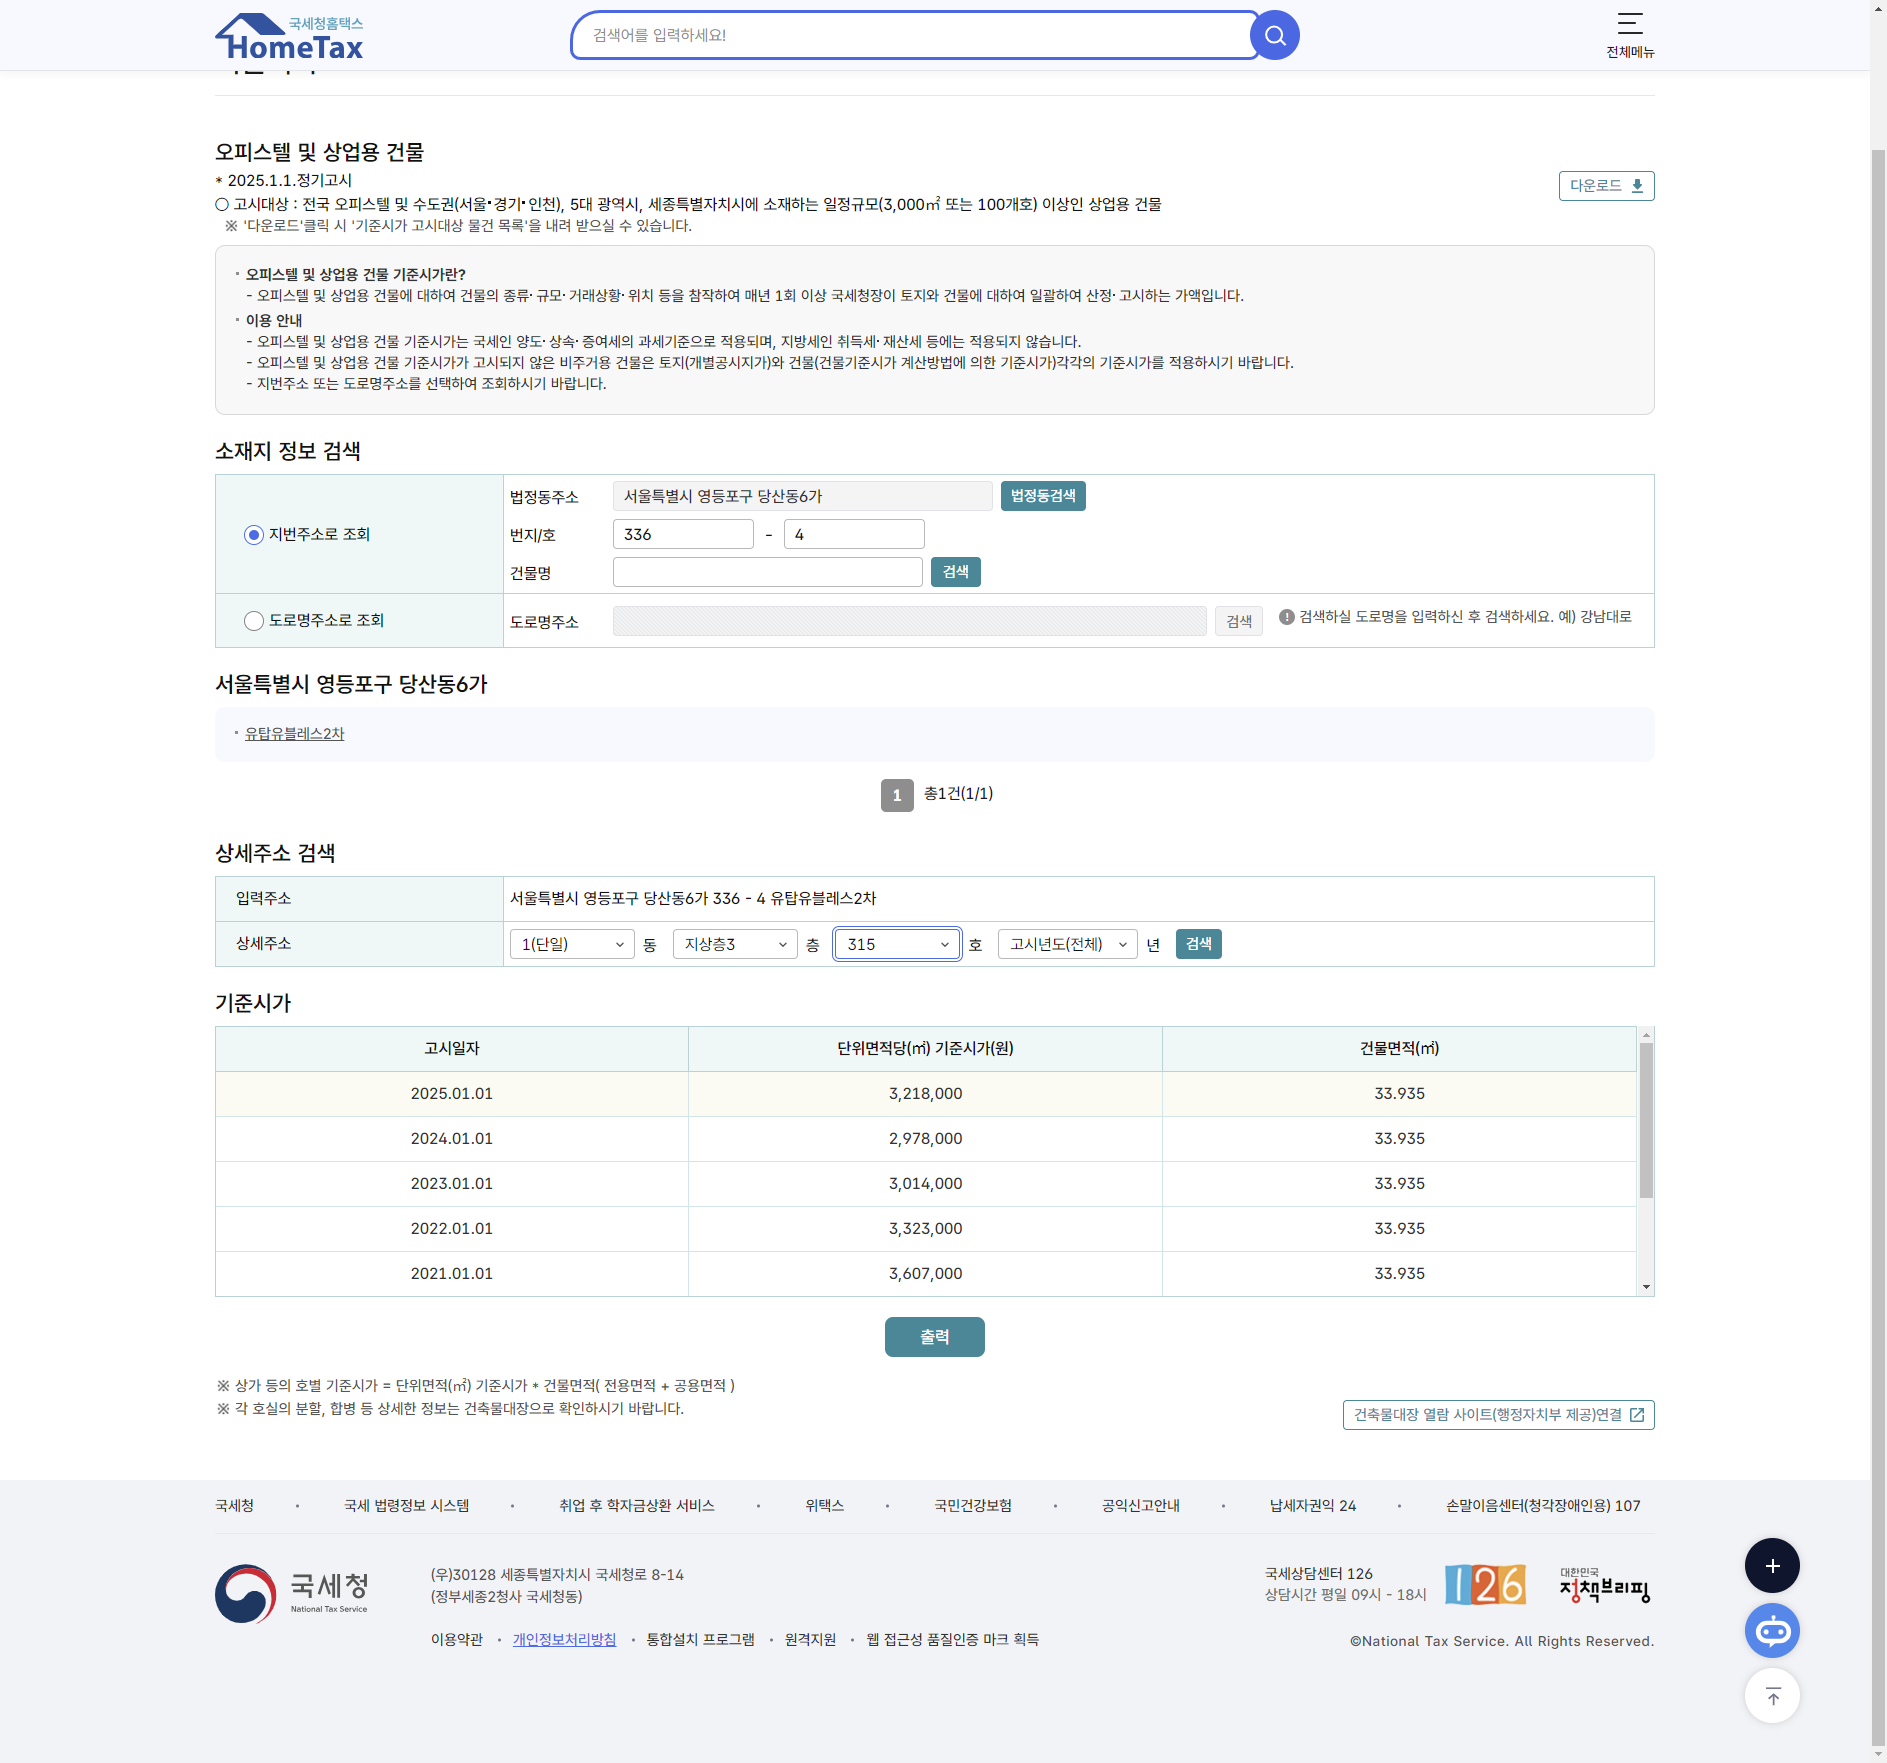 국세청홈택스
HomeTax
검색어를 입력하세요!
전체메뉴
오피스텔 및 상업용 건물
* 2025.1.1.정기고시
○ 고시대상 : 전국 오피스텔 및 수도권(서울·경기·인천), 5대 광역시, 세종특별자치시에 소재하는 일정규모(3,000㎡ 또는 100개호) 이상인 상업용 건물
※ '다운로드'클릭 시 '기준시가 고시대상 물건 목록'을 내려 받으실 수 있습니다.
다운로드
· 오피스텔 및 상업용 건물 기준시가란?
- 오피스텔 및 상업용 건물에 대하여 건물의 종류·규모·거래상황·위치 등을 참작하여 매년 1회 이상 국세청장이 토지와 건물에 대하여 일괄하여 산정·고시하는 가액입니다.
· 이용 안내
- 오피스텔 및 상업용 건물 기준시가는 국세인 양도·상속·증여세의 과세기준으로 적용되며, 지방세인 취득세·재산세 등에는 적용되지 않습니다.
- 오피스텔 및 상업용 건물 기준시가가 고시되지 않은 비주거용 건물은 토지(개별공시지가)와 건물(건물기준시가 계산방법에 의한 기준시가)각각의 기준시가를 적용하시기 바랍니다.
- 지번주소 또는 도로명주소를 선택하여 조회하시기 바랍니다.
소재지 정보 검색
지번주소로 조회
법정동주소 서울특별시 영등포구 당산동6가 법정동검색
번지/호 336 - 4
건물명 검색
도로명주소로 조회 도로명주소 검색 ! 검색하실 도로명을 입력하신 후 검색하세요. 예) 강남대로
서울특별시 영등포구 당산동6가
· 유탑유블레스2차
1 총1건(1/1)
상세주소 검색
입력주소 서울특별시 영등포구 당산동6가 336 - 4 유탑유블레스2차
상세주소 1(단일) 동 지상층3 층 315 호 고시년도(전체) 년 검색
기준시가
고시일자 단위면적당(㎡) 기준시가(원) 건물면적(㎡)
2025.01.01 3,218,000 33.935
2024.01.01 2,978,000 33.935
2023.01.01 3,014,000 33.935
2022.01.01 3,323,000 33.935
2021.01.01 3,607,000 33.935
출력
※ 상가 등의 호별 기준시가 = 단위면적(㎡) 기준시가 * 건물면적( 전용면적 + 공용면적 )
※ 각 호실의 분할, 합병 등 상세한 정보는 건축물대장으로 확인하시기 바랍니다.
건축물대장 열람 사이트(행정자치부 제공)연결
국세청 · 국세 법령정보 시스템 · 취업 후 학자금상환 서비스 · 위택스 · 국민건강보험 · 공익신고안내 · 납세자권익 24 · 손말이음센터(청각장애인용) 107
국세청
National Tax Service
(우)30128 세종특별자치시 국세청로 8-14
(정부세종2청사 국세청동)
국세상담센터 126
상담시간 평일 09시 - 18시
126
대한민국
정책브리핑
이용약관 · 개인정보처리방침 · 통합설치 프로그램 · 원격지원 · 웹 접근성 품질인증 마크 획득
©National Tax Service. All Rights Reserved.